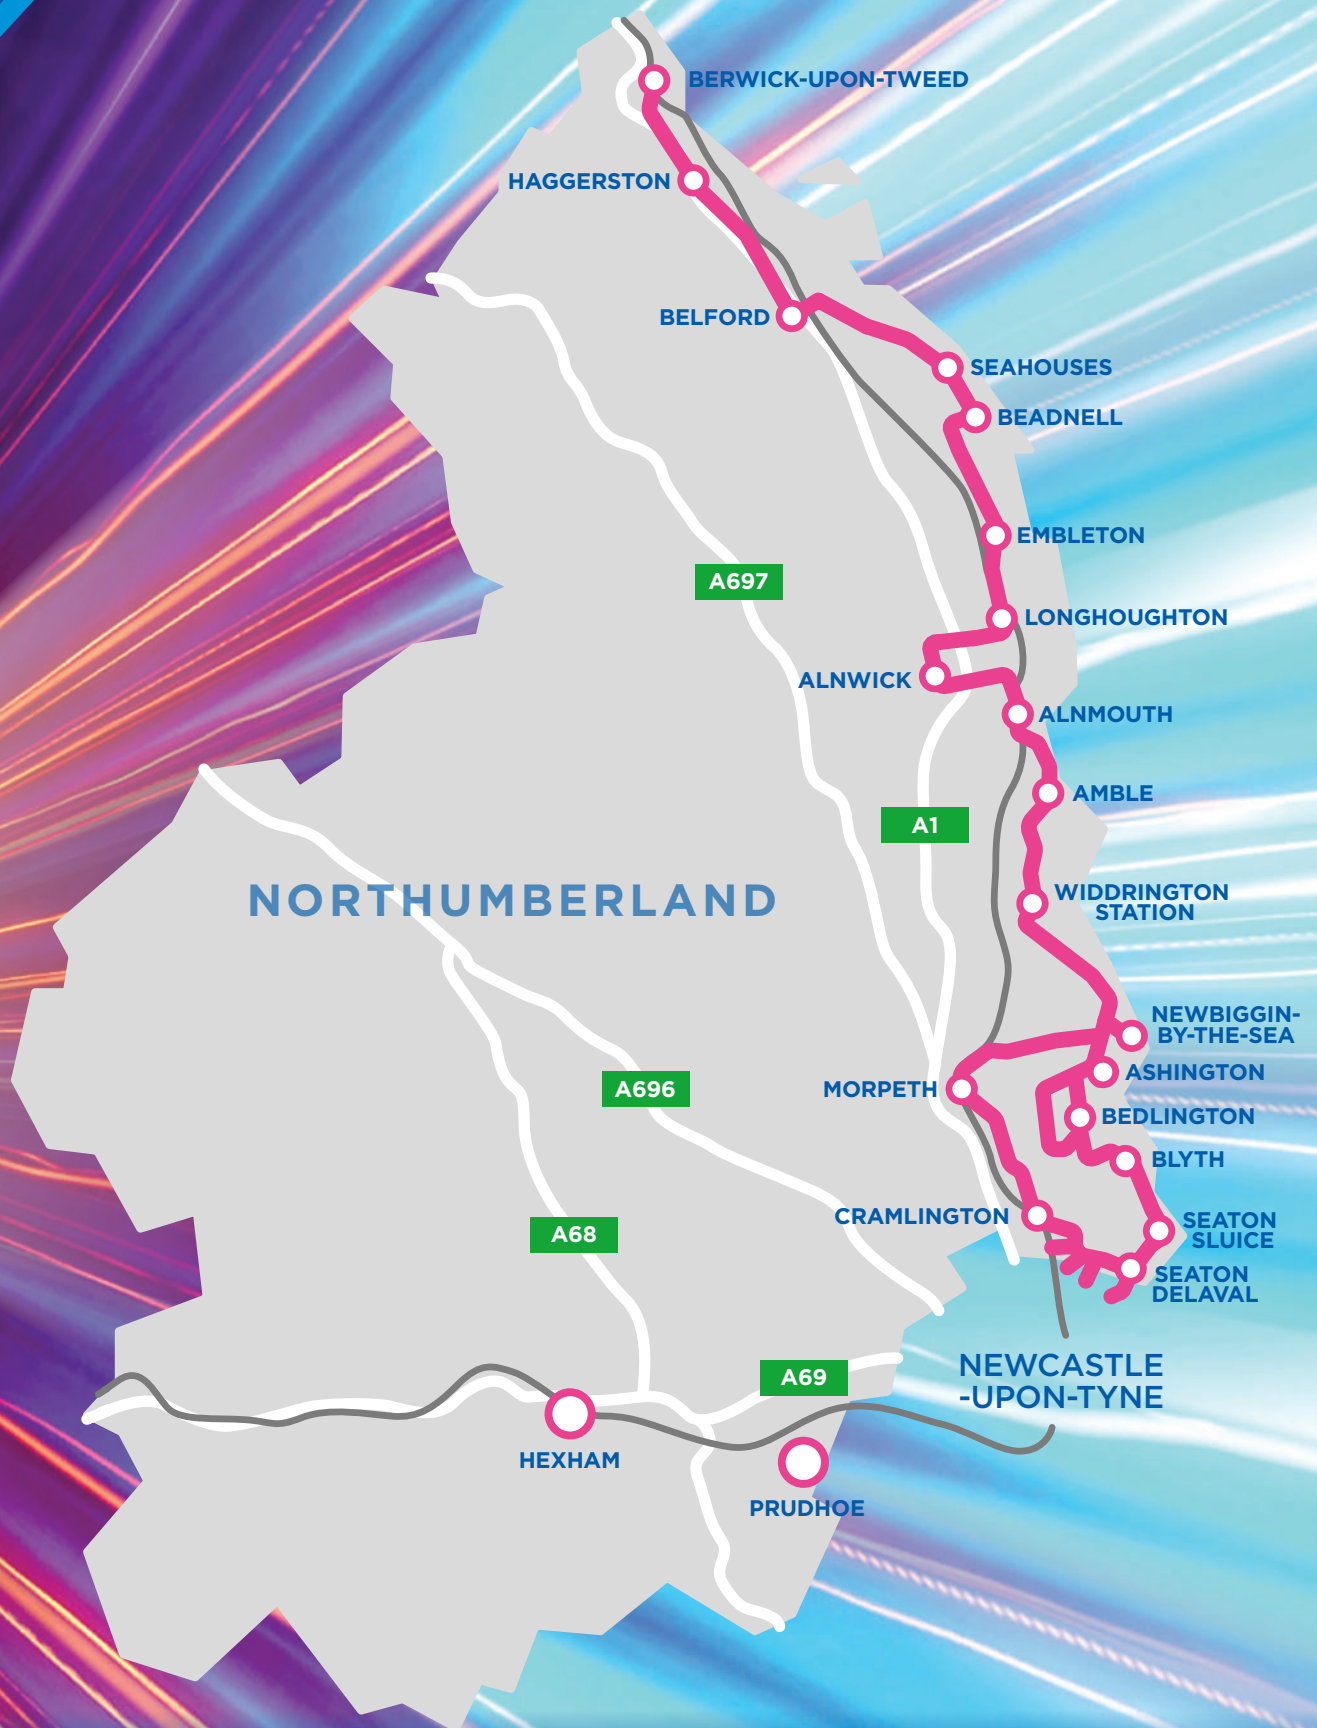 BERWICK-UPON-TWEED
HAGGERSTON
BELFORD
SEAHOUSES
BEADNELL
EMBLETON
A697
LONGHOUGHTON
ALNWICK
ALNMOUTH
AMBLE
A1
NORTHUMBERLAND
WIDDRINGTON
STATION
NEWBIGGIN-
BY-THE-SEA
ASHINGTON
MORPETH
A696
BEDLINGTON
BLYTH
CRAMLINGTON
SEATON
SLUICE
A68
SEATON
DELAVAL
NEWCASTLE
-UPON-TYNE
A69
HEXHAM
PRUDHOE